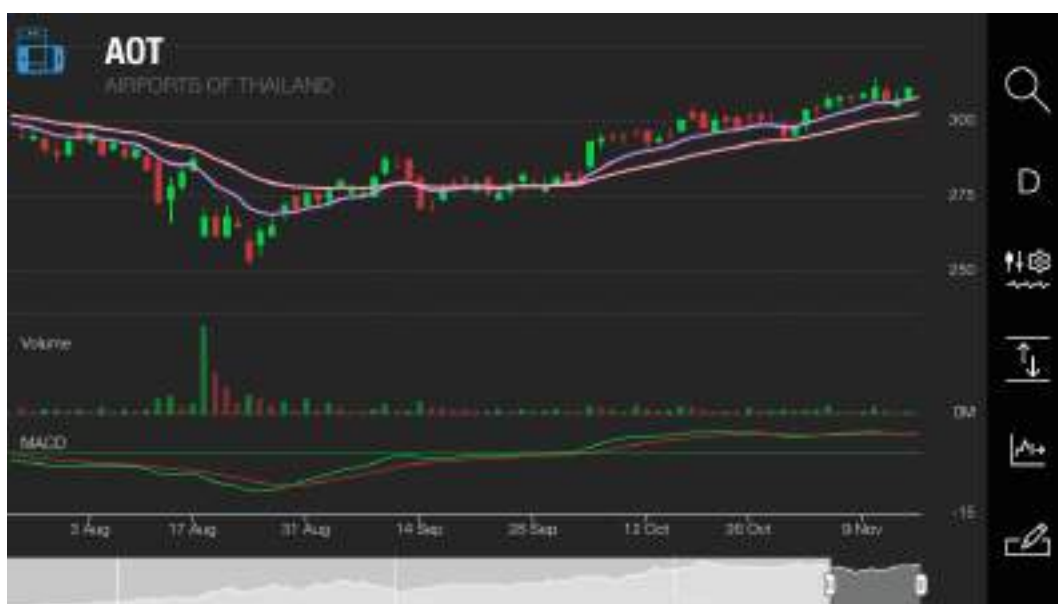 AOT
AIRPORTS OF THAILAND
300
D
275
250
Volume
0M
MACD
-15
3 Aug 17 Aug 31 Aug 14 Sep 28 Sep 12 Oct 26 Oct 9 Nov